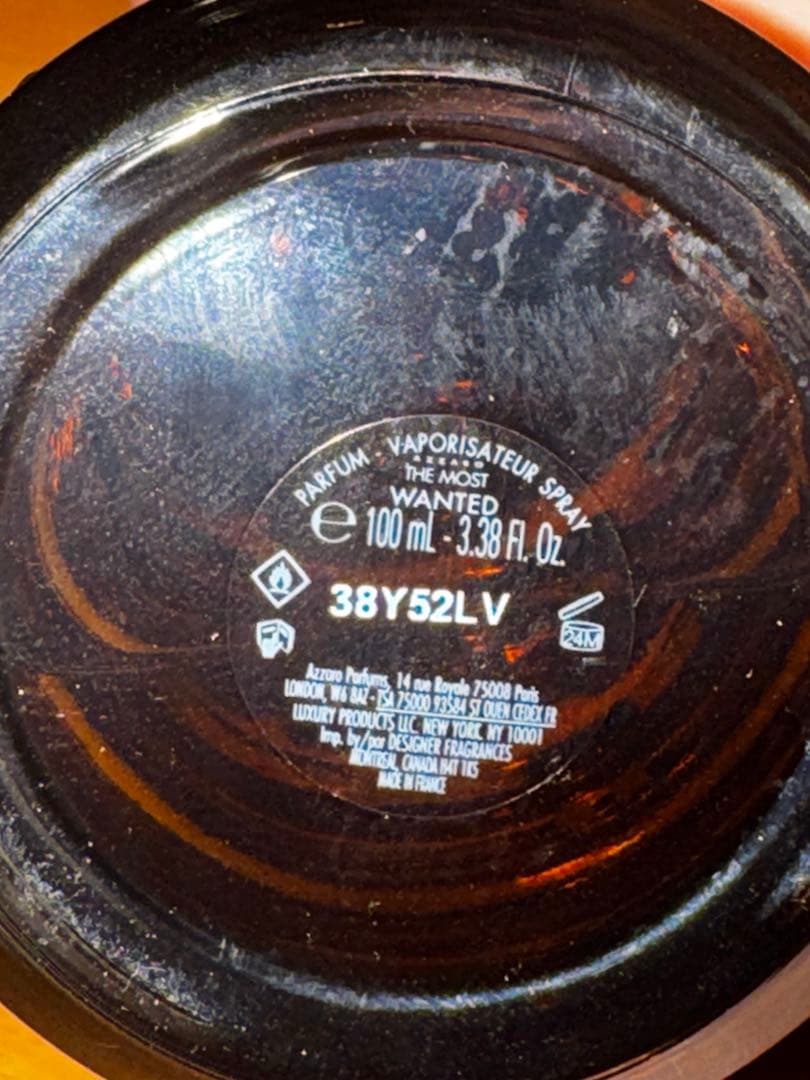 PARFUM · VAPORISATEUR SPRAY
AZZARO
THE MOST
WANTED
e 100 mL - 3.38 Fl. Oz.
38Y52LV
24M
Azzaro Parfums, 14 rue Royale 75008 Paris
LONDON, W6 8AZ - TSA 75000 93584 ST OUEN CEDEX FR
LUXURY PRODUCTS LLC, NEW YORK, NY 10001
Imp. by/par DESIGNER FRAGRANCES
MONTREAL, CANADA H4T 1K5
MADE IN FRANCE